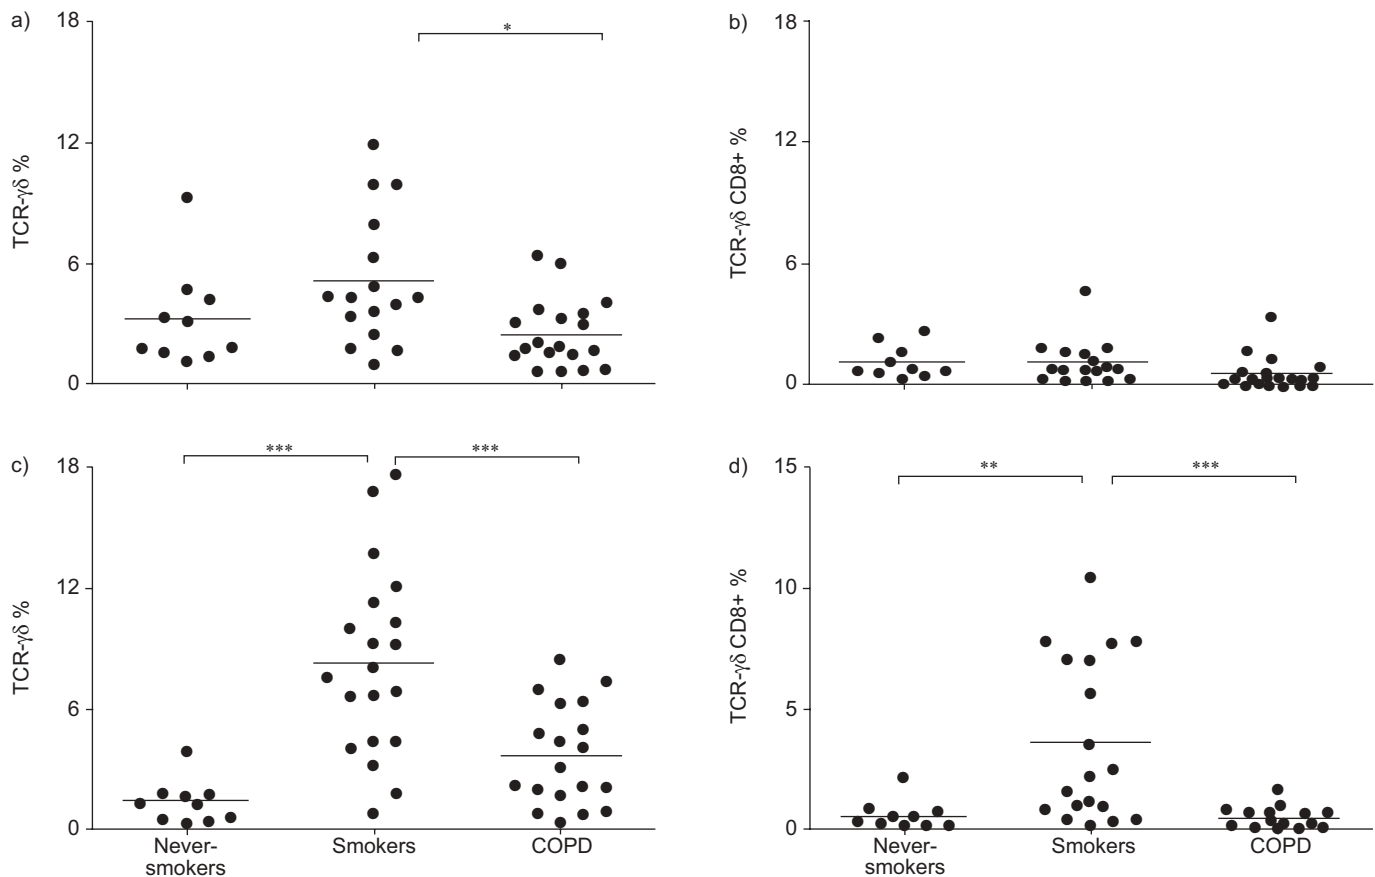 a)
18
12
6
0
TCR-γδ %
*
b)
18
12
6
0
TCR-γδ CD8+ %
c)
18
12
6
0
TCR-γδ %
***
***
Never-
smokers
Smokers
COPD
d)
15
10
5
0
TCR-γδ CD8+ %
**
***
Never-
smokers
Smokers
COPD